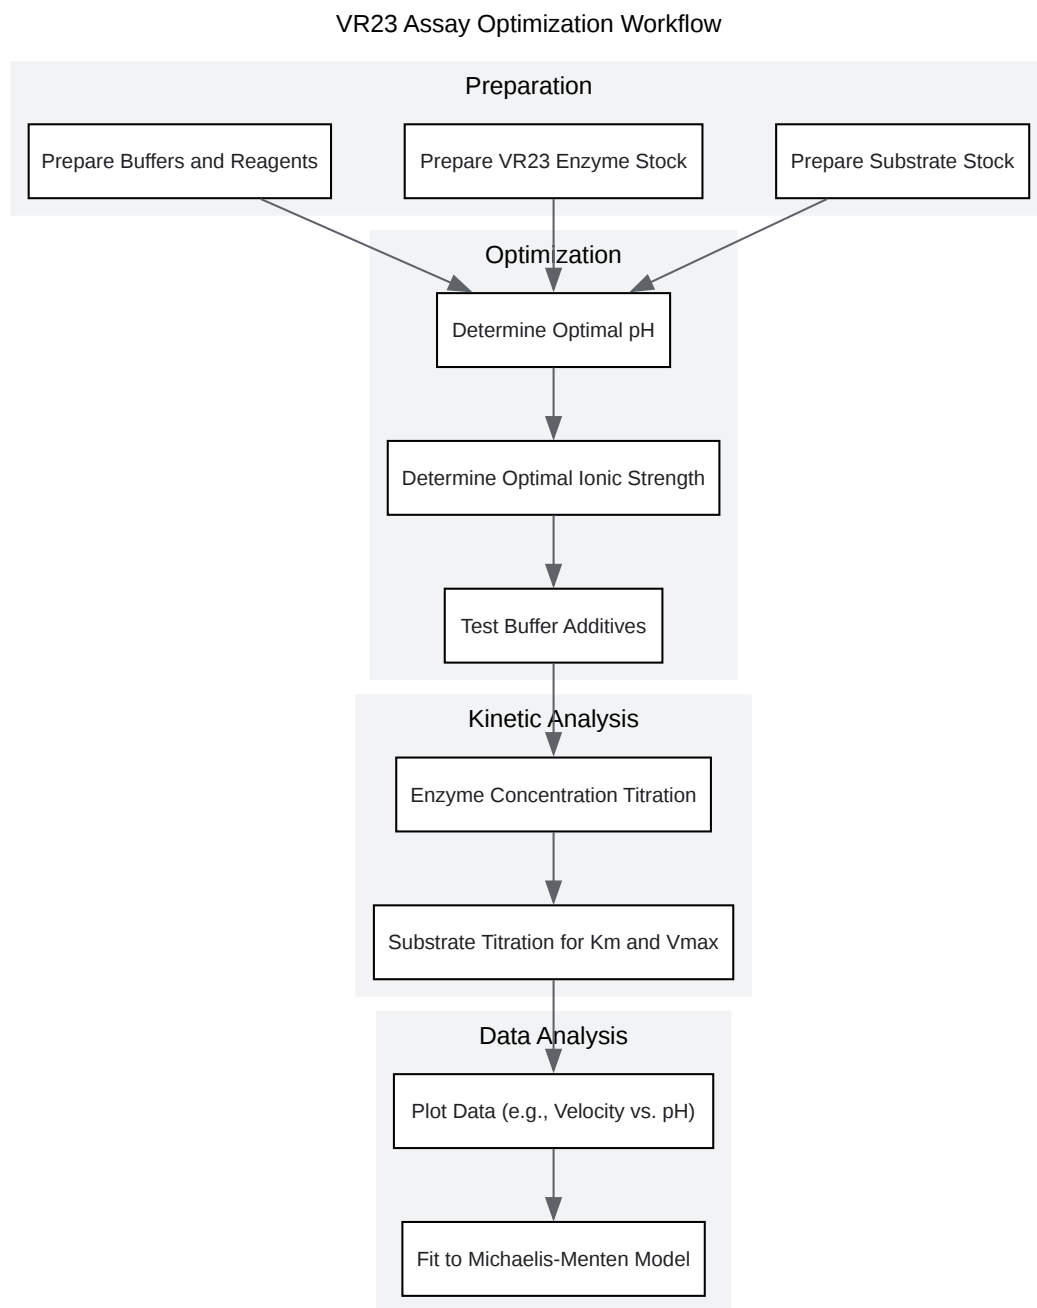 VR23 Assay Optimization Workflow
Preparation
Prepare Buffers and Reagents
Prepare VR23 Enzyme Stock
Prepare Substrate Stock
Optimization
Determine Optimal pH
Determine Optimal Ionic Strength
Test Buffer Additives
Kinetic Analysis
Enzyme Concentration Titration
Substrate Titration for Km and Vmax
Data Analysis
Plot Data (e.g., Velocity vs. pH)
Fit to Michaelis-Menten Model